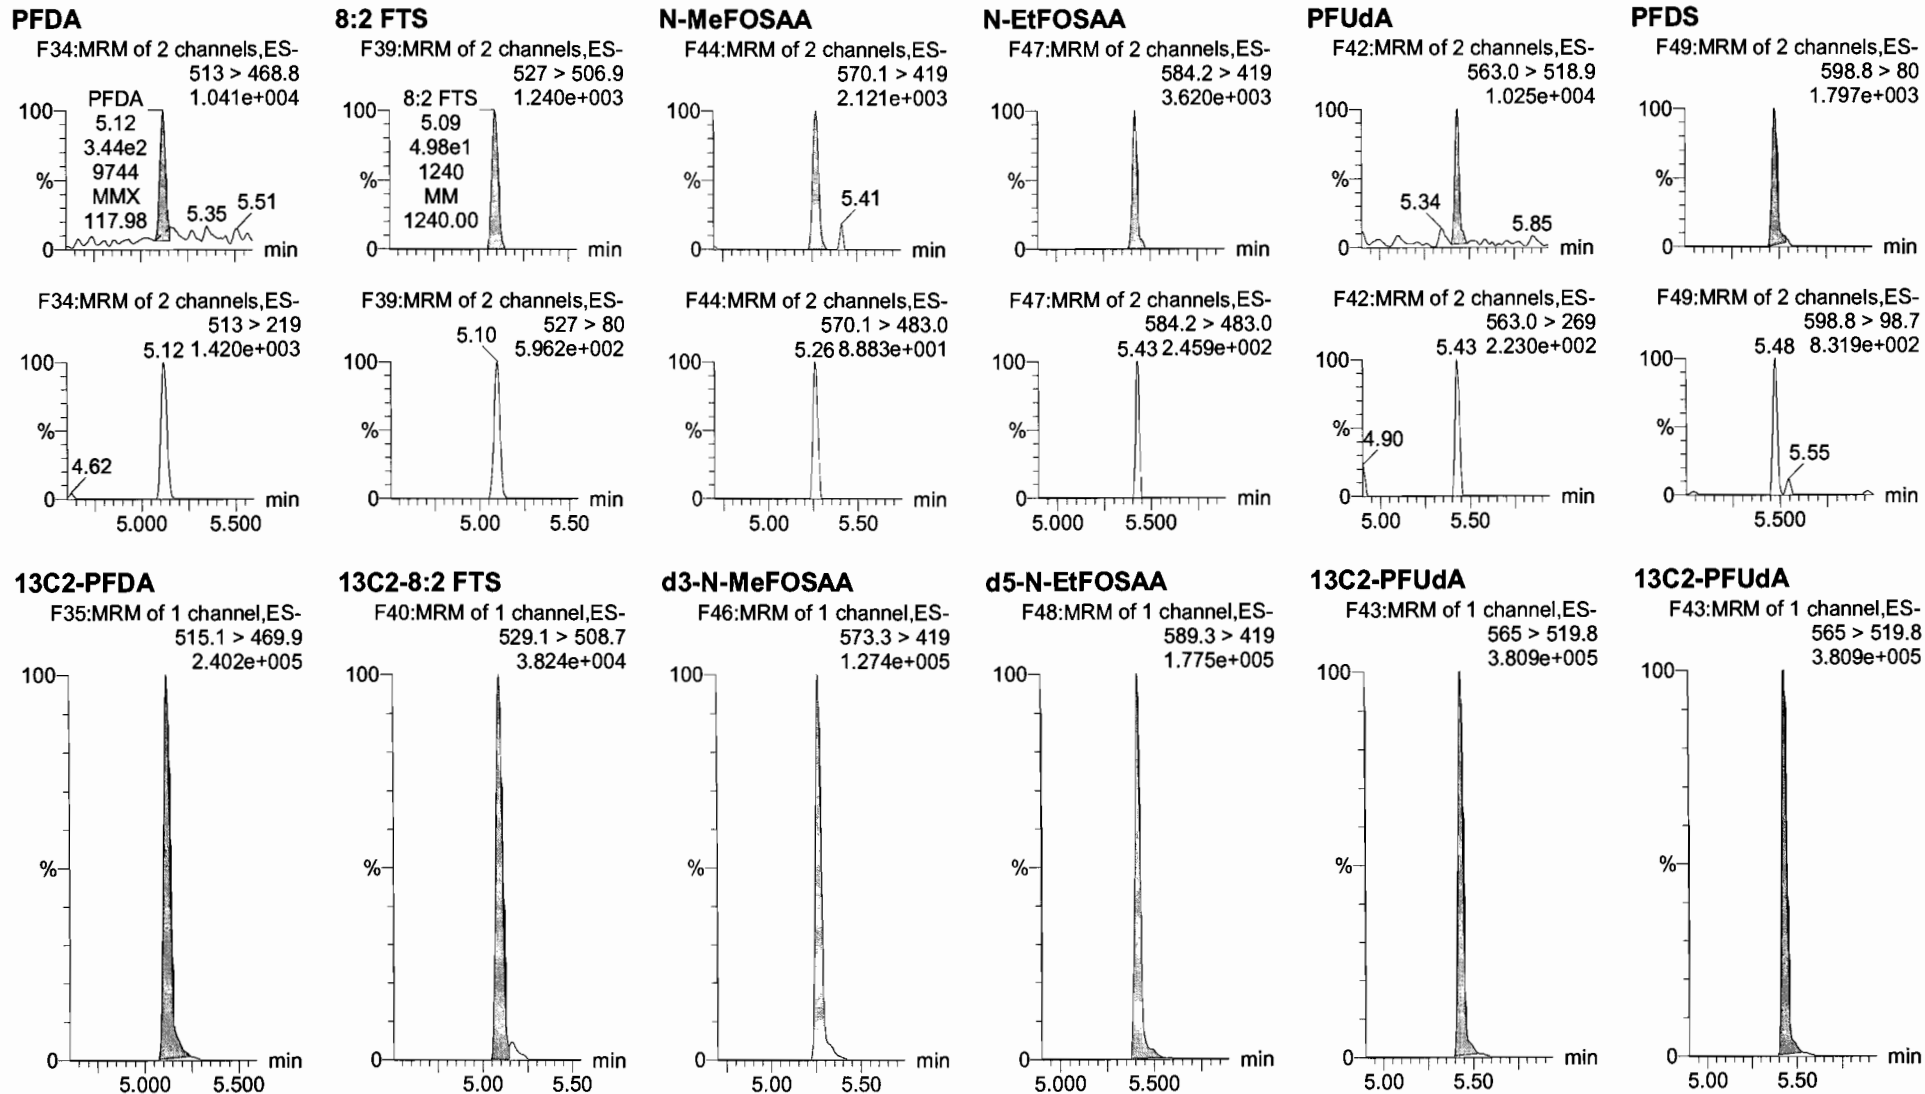 PFDA
F34:MRM of 2 channels,ES-
513 > 468.8
1.041e+004
100
PFDA
5.12
3.44e2
9744
MMX
117.98
5.35
5.51
%
0
min
8:2 FTS
F39:MRM of 2 channels,ES-
527 > 506.9
1.240e+003
100
8:2 FTS
5.09
4.98e1
1240
MM
1240.00
%
0
min
N-MeFOSAA
F44:MRM of 2 channels,ES-
570.1 > 419
2.121e+003
100
5.41
%
0
min
N-EtFOSAA
F47:MRM of 2 channels,ES-
584.2 > 419
3.620e+003
100
%
0
min
PFUdA
F42:MRM of 2 channels,ES-
563.0 > 518.9
1.025e+004
100
5.34
5.85
%
0
min
PFDS
F49:MRM of 2 channels,ES-
598.8 > 80
1.797e+003
100
%
0
min
F34:MRM of 2 channels,ES-
513 > 219
5.12 1.420e+003
100
4.62
%
0
min
5.000 5.500
F39:MRM of 2 channels,ES-
527 > 80
5.10
5.962e+002
100
%
0
min
5.00 5.50
F44:MRM of 2 channels,ES-
570.1 > 483.0
5.26 8.883e+001
100
%
0
min
5.00 5.50
F47:MRM of 2 channels,ES-
584.2 > 483.0
5.43 2.459e+002
100
%
0
min
5.000 5.500
F42:MRM of 2 channels,ES-
563.0 > 269
5.43 2.230e+002
100
4.90
%
0
min
5.00 5.50
F49:MRM of 2 channels,ES-
598.8 > 98.7
5.48 8.319e+002
100
5.55
%
0
min
5.500
13C2-PFDA
F35:MRM of 1 channel,ES-
515.1 > 469.9
2.402e+005
100
%
0
min
5.000 5.500
13C2-8:2 FTS
F40:MRM of 1 channel,ES-
529.1 > 508.7
3.824e+004
100
%
0
min
5.00 5.50
d3-N-MeFOSAA
F46:MRM of 1 channel,ES-
573.3 > 419
1.274e+005
100
%
0
min
5.00 5.50
d5-N-EtFOSAA
F48:MRM of 1 channel,ES-
589.3 > 419
1.775e+005
100
%
0
min
5.000 5.500
13C2-PFUdA
F43:MRM of 1 channel,ES-
565 > 519.8
3.809e+005
100
%
0
min
5.00 5.50
13C2-PFUdA
F43:MRM of 1 channel,ES-
565 > 519.8
3.809e+005
100
%
0
min
5.00 5.50